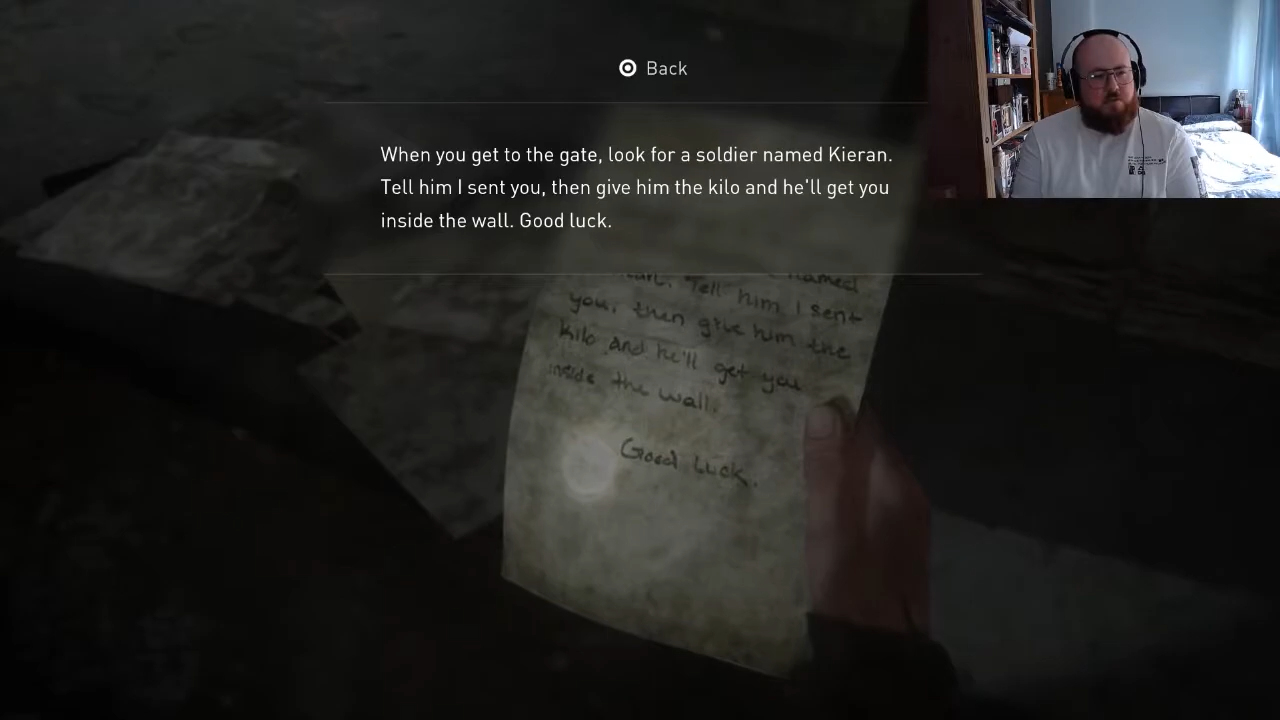 Back
When you get to the gate, look for a soldier named Kieran.
Tell him I sent you, then give him the kilo and he'll get you
inside the wall. Good luck.
named
Tell him I sent
you, then give him the
kilo and he'll get you
inside the wall.
Good Luck.